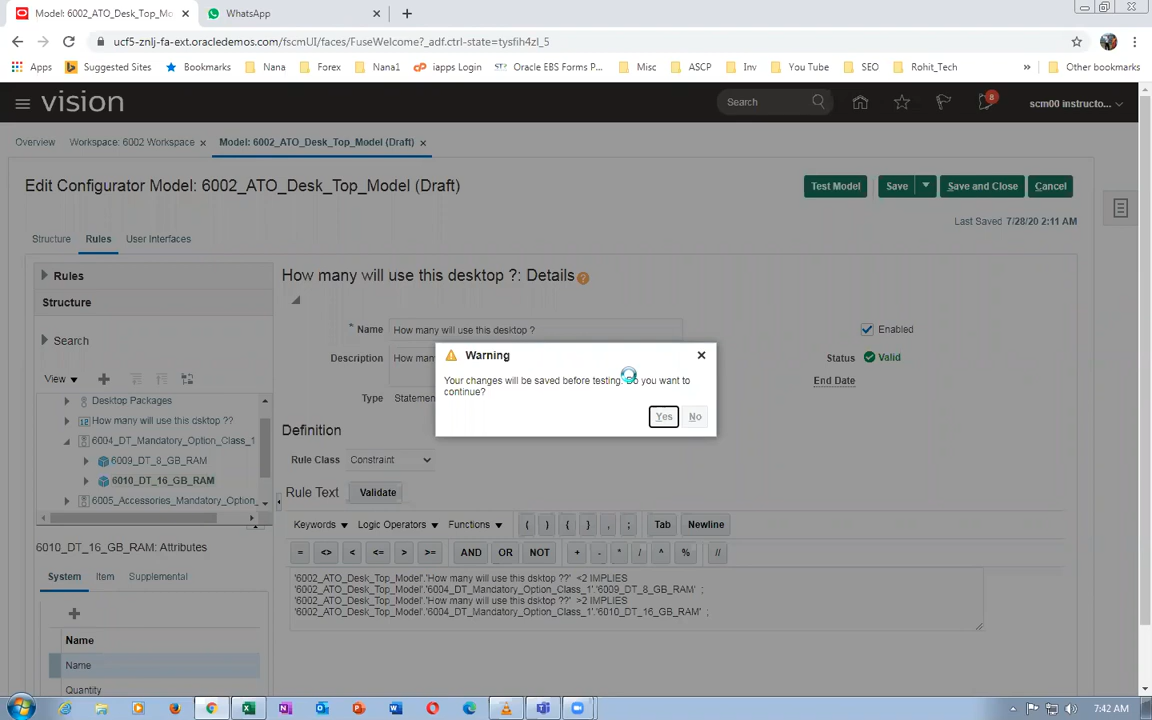 Model: 6002_ATO_Desk_Top_Mo
WhatsApp
ucf5-znlj-fa-ext.oracledemos.com/fscmUI/faces/FuseWelcome?_adf.ctrl-state=tysfih4zl_5
Apps Suggested Sites Bookmarks Nana Forex Nana1 iapps Login Oracle EBS Forms P... Misc ASCP Inv You Tube SEO Rohit_Tech » Other bookmarks
vision Search 8 scm00 instructo...
Overview Workspace: 6002 Workspace Model: 6002_ATO_Desk_Top_Model (Draft)
Edit Configurator Model: 6002_ATO_Desk_Top_Model (Draft) Test Model Save Save and Close Cancel
Last Saved 7/28/20 2:11 AM
Structure Rules User Interfaces
Rules
Structure
Search
View
Desktop Packages
How many will use this dsktop ??
6004_DT_Mandatory_Option_Class_1
6009_DT_8_GB_RAM
6010_DT_16_GB_RAM
6005_Accessories_Mandatory_Option_
6010_DT_16_GB_RAM: Attributes
System Item Supplemental
Name
Name
Quantity
How many will use this desktop ?: Details
* Name How many will use this desktop ?
Description How man
Type Statemen
Enabled
Status Valid
End Date
Warning
Your changes will be saved before testing. Do you want to
continue?
Yes No
Definition
Rule Class Constraint
Rule Text Validate
Keywords Logic Operators Functions ( ) { } , ; Tab Newline
= <> < <= > >= AND OR NOT + - * / ^ % //
'6002_ATO_Desk_Top_Model'.'How many will use this dsktop ??' <2 IMPLIES
'6002_ATO_Desk_Top_Model'.'6004_DT_Mandatory_Option_Class_1'.'6009_DT_8_GB_RAM' ;
'6002_ATO_Desk_Top_Model'.'How many will use this dsktop ??' >2 IMPLIES
'6002_ATO_Desk_Top_Model'.'6004_DT_Mandatory_Option_Class_1'.'6010_DT_16_GB_RAM' ;
7:42 AM